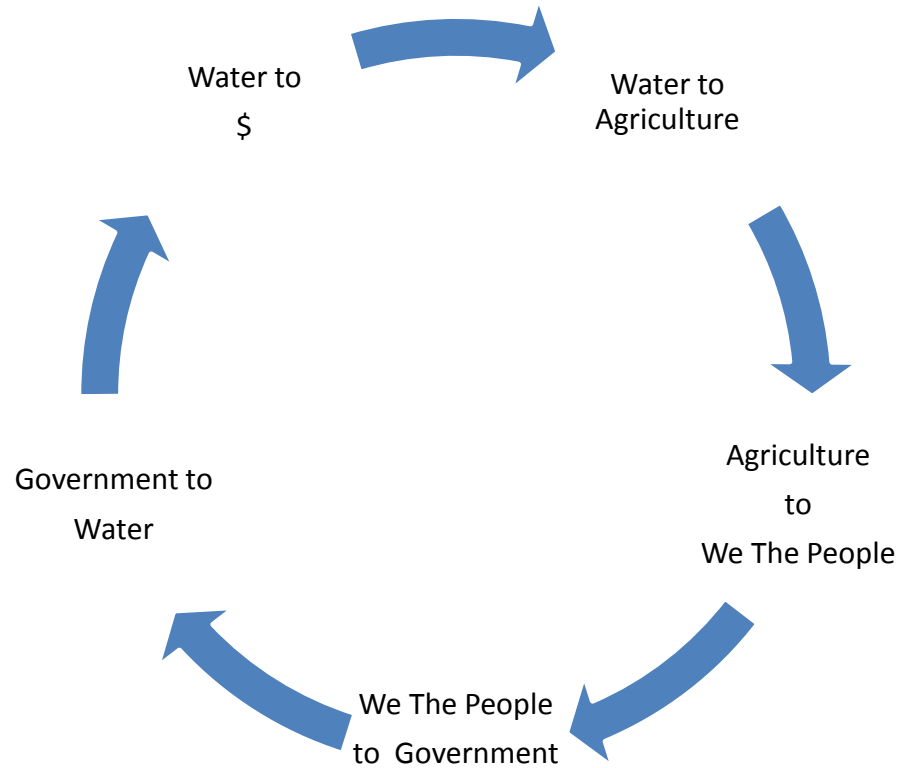 Water to
$
Water to
Agriculture
Agriculture
to
We The People
We The People
to Government
Government to
Water